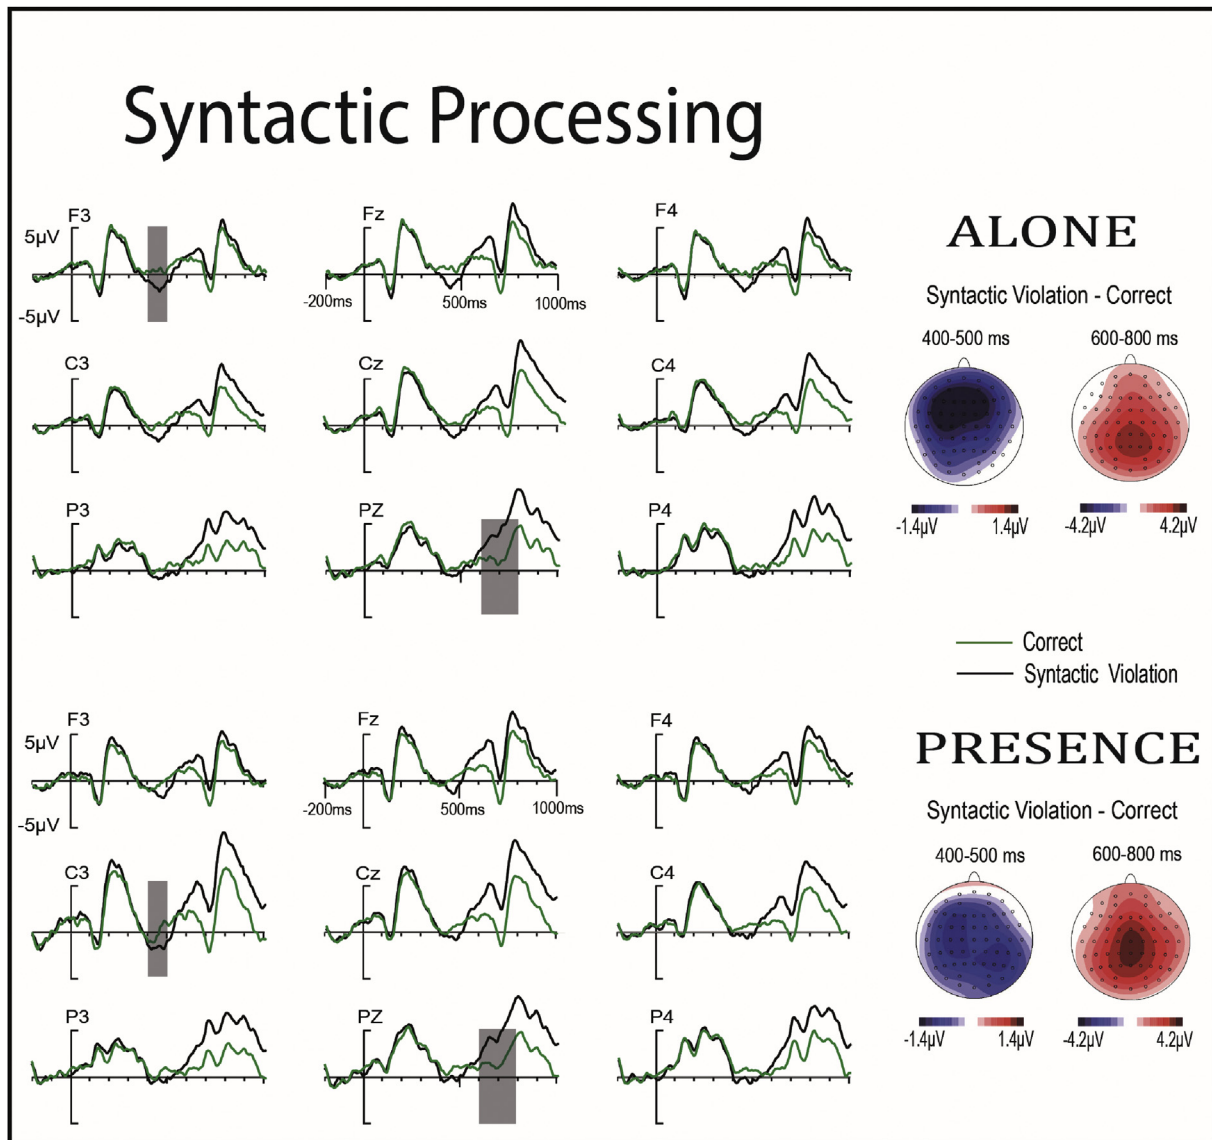 Syntactic Processing
F3
5µV
-5µV
Fz
-200ms
500ms
1000ms
F4
C3
Cz
C4
P3
PZ
P4
ALONE
Syntactic Violation - Correct
400-500 ms
600-800 ms
-1.4µV
1.4µV
-4.2µV
4.2µV
Correct
Syntactic Violation
F3
5µV
-5µV
Fz
-200ms
500ms
1000ms
F4
C3
Cz
C4
P3
PZ
P4
PRESENCE
Syntactic Violation - Correct
400-500 ms
600-800 ms
-1.4µV
1.4µV
-4.2µV
4.2µV